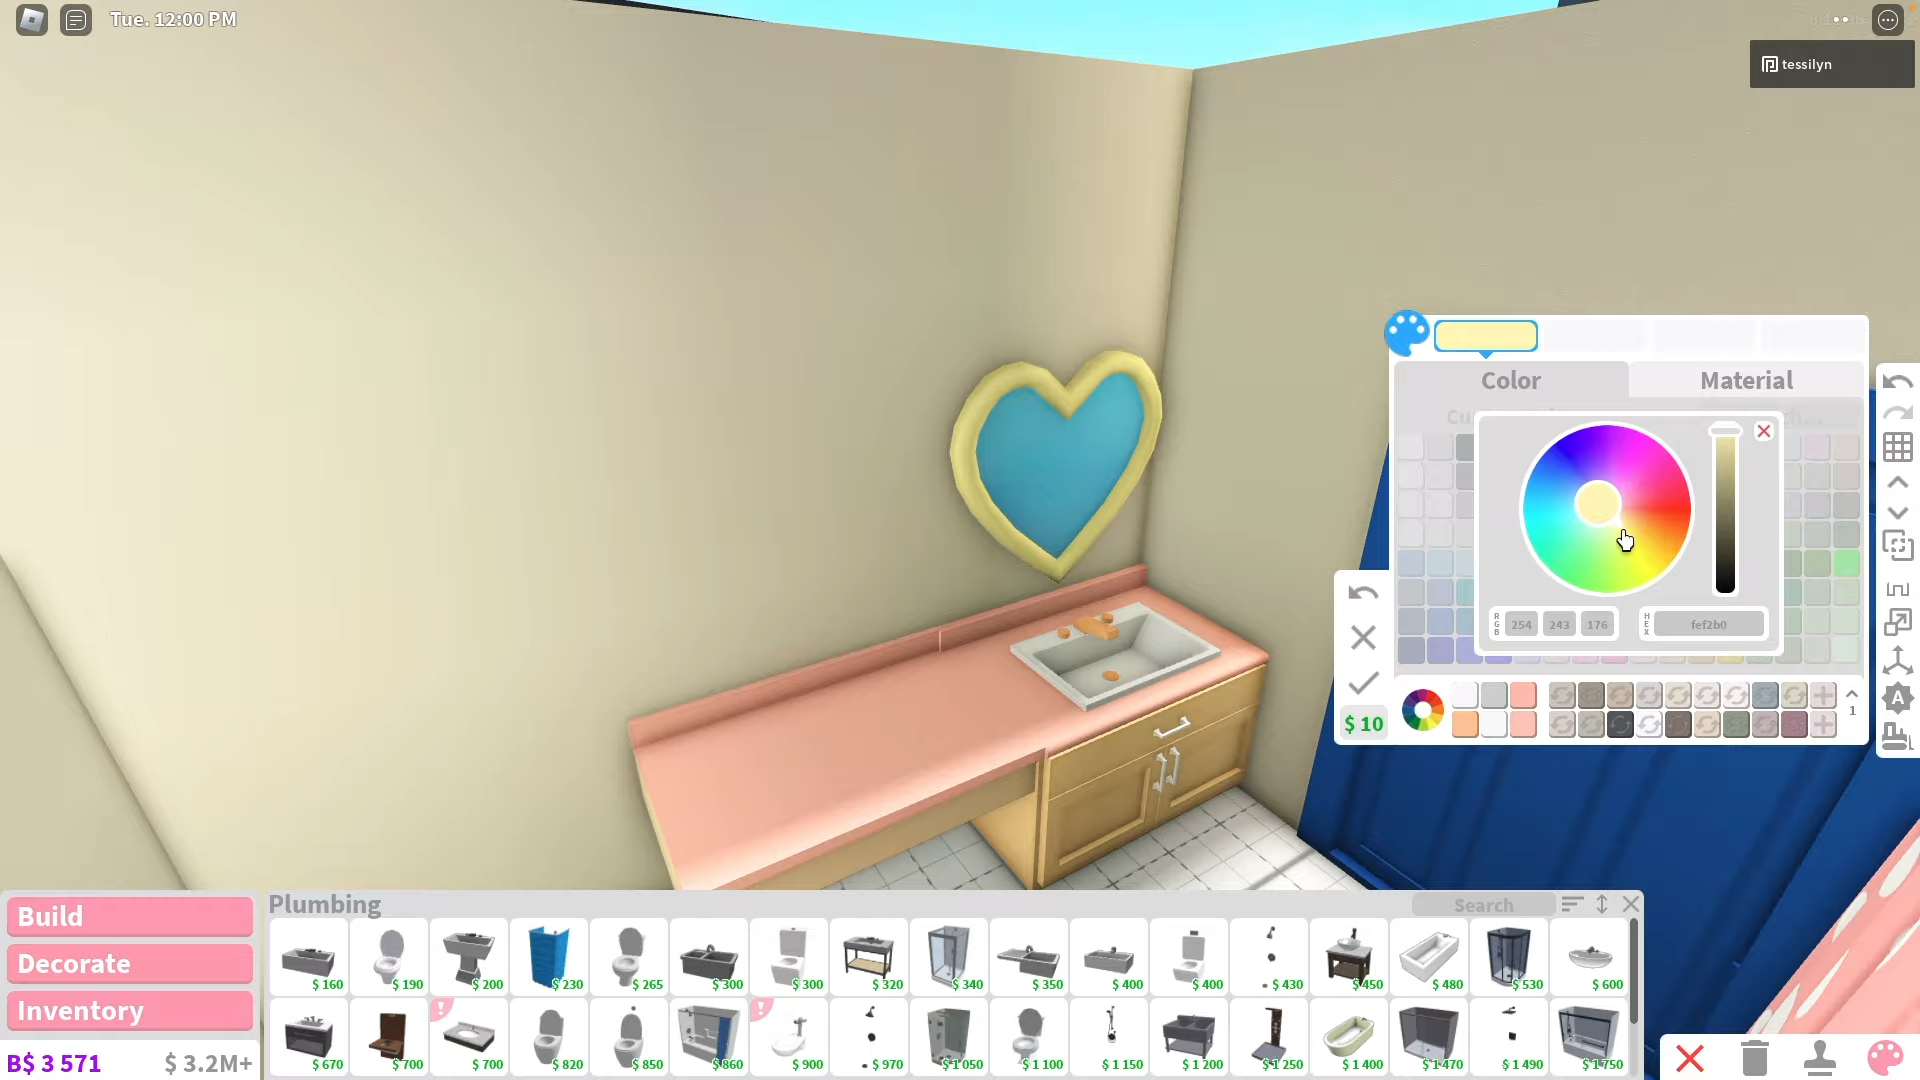 Tue. 12:00 PM
tessilyn
Color
Material
R G B
254
243
176
H E X
fef2b0
$ 10
1
A
Plumbing
Search
Build
Decorate
Inventory
B$ 3 571
$ 3.2M+
$ 160
$ 190
$ 200
$ 230
$ 265
$ 300
$ 300
$ 320
$ 340
$ 350
$ 400
$ 400
$ 430
$ 450
$ 480
$ 530
$ 600
$ 670
$ 700
! $ 700
$ 820
$ 850
$ 860
! $ 900
$ 970
$ 1 050
$ 1 100
$ 1 150
$ 1 200
$ 1 250
$ 1 400
$ 1 470
$ 1 490
$ 1 750